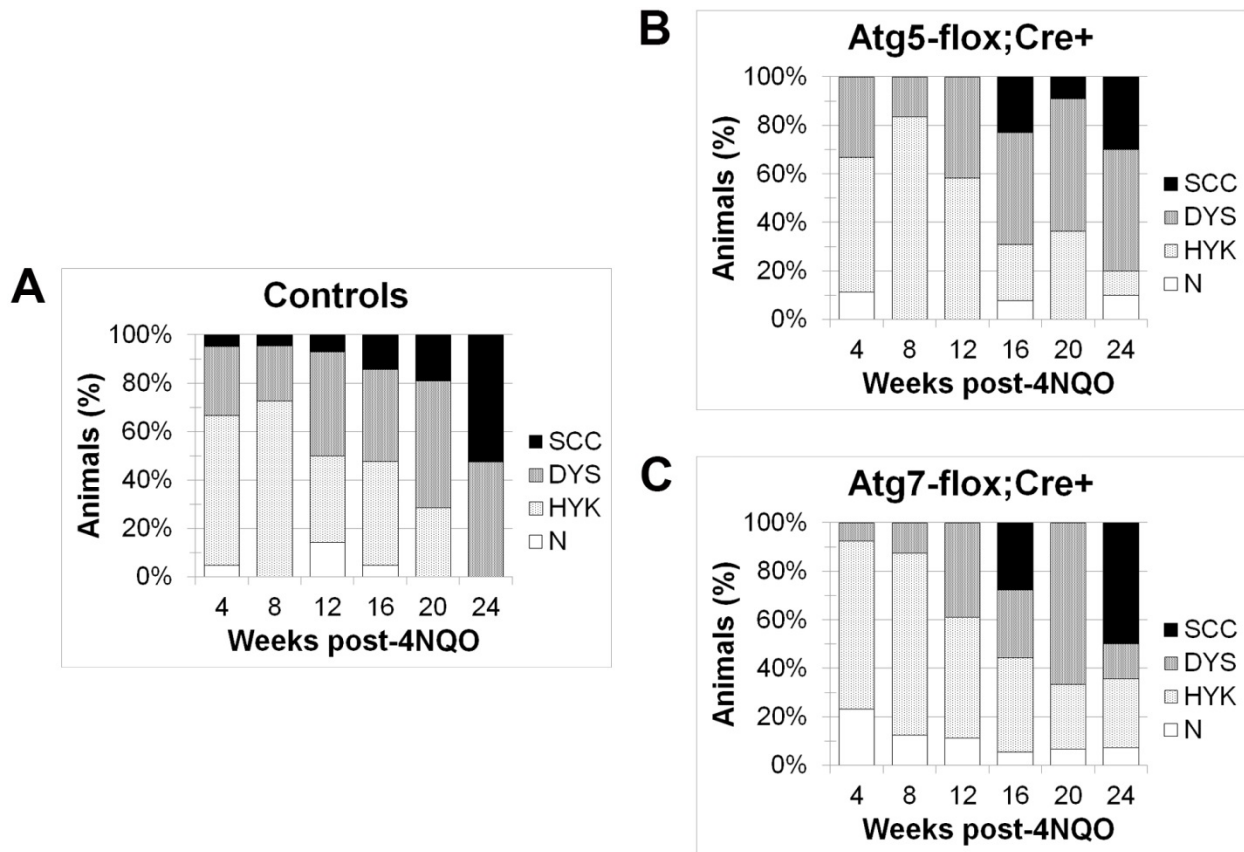 A
Controls
Animals (%)
100%
80%
60%
40%
20%
0%
4 8 12 16 20 24
Weeks post-4NQO
SCC
DYS
HYK
N
B
Atg5-flox;Cre+
Animals (%)
100%
80%
60%
40%
20%
0%
4 8 12 16 20 24
Weeks post-4NQO
SCC
DYS
HYK
N
C
Atg7-flox;Cre+
Animals (%)
100%
80%
60%
40%
20%
0%
4 8 12 16 20 24
Weeks post-4NQO
SCC
DYS
HYK
N